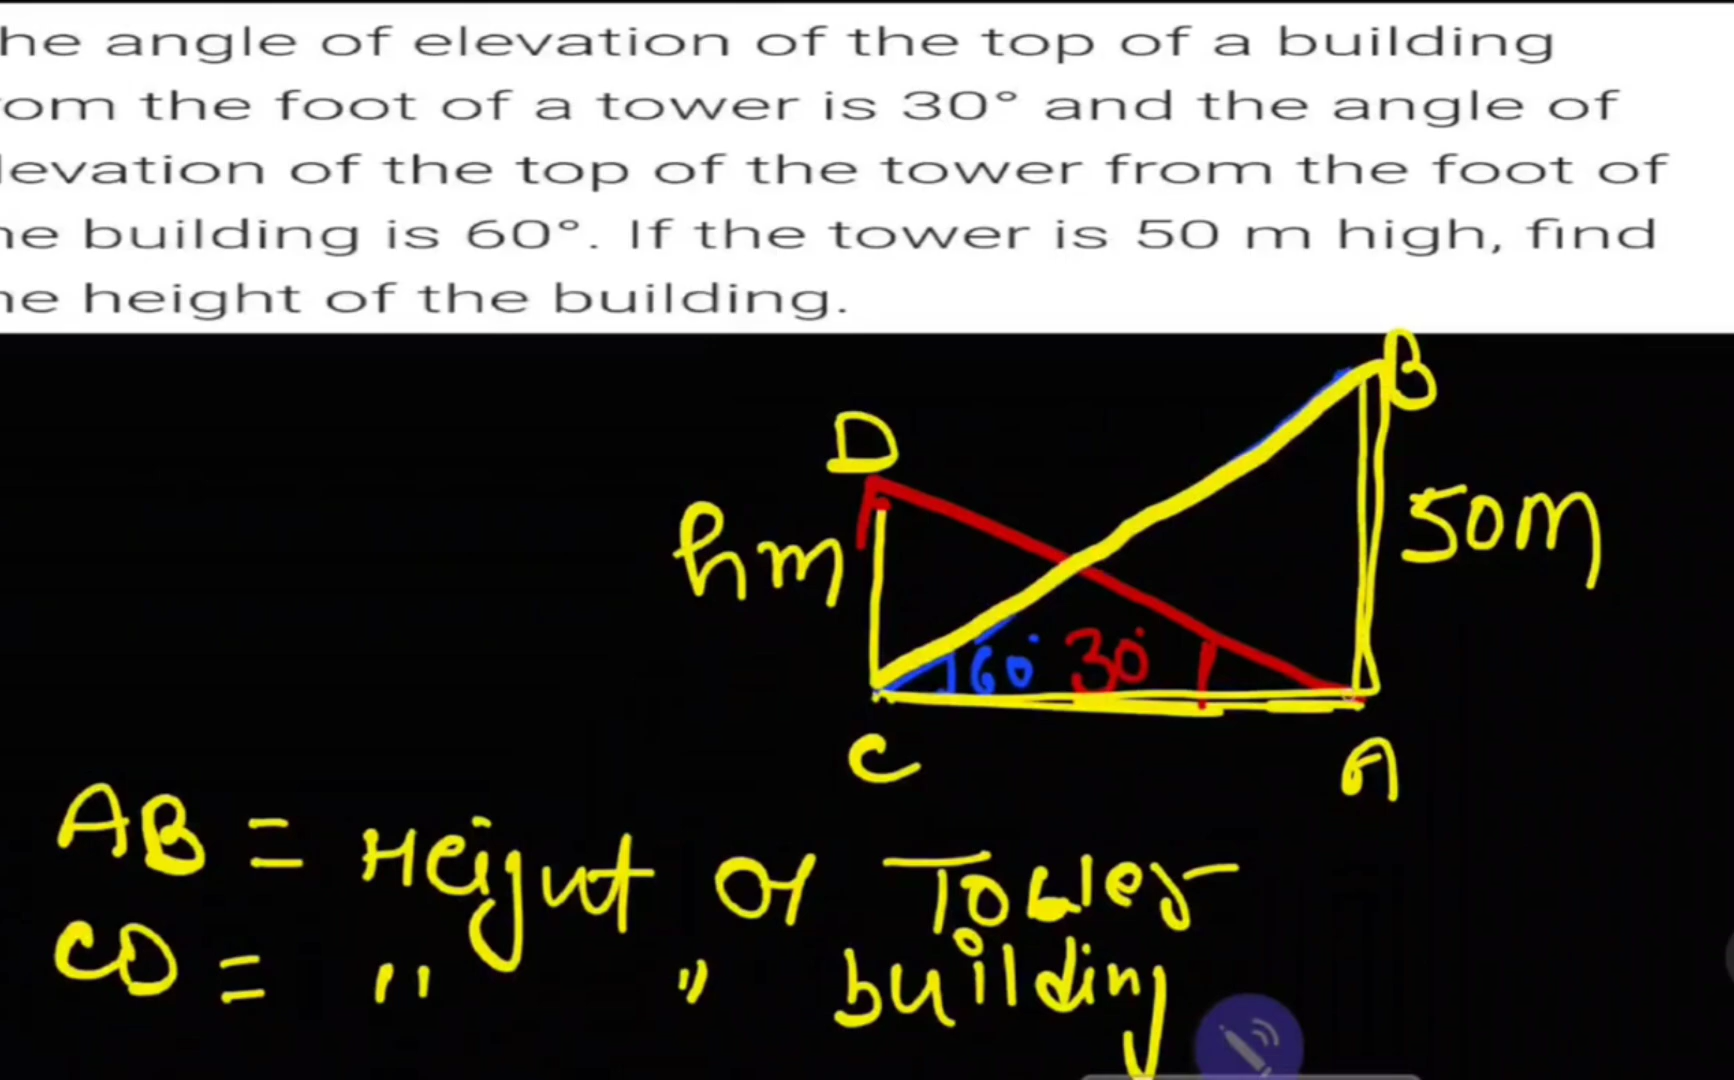 he angle of elevation of the top of a building
om the foot of a tower is 30° and the angle of
levation of the top of the tower from the foot of
he building is 60°. If the tower is 50 m high, find
he height of the building.
B
D
hm
50m
60° 30°
C
A
AB = Height of Tower
CD = " " building